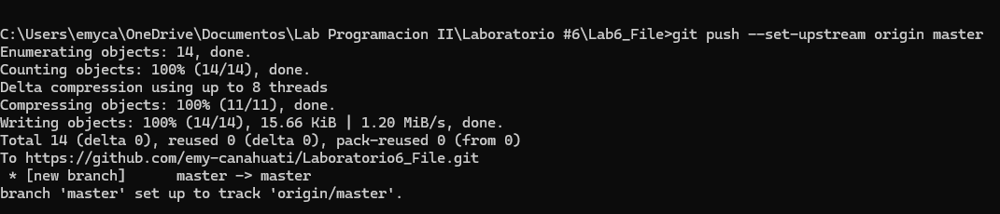 C:\Users\emyca\OneDrive\Documentos\Lab Programacion II\Laboratorio #6\Lab6_File>git push --set-upstream origin master
Enumerating objects: 14, done.
Counting objects: 100% (14/14), done.
Delta compression using up to 8 threads
Compressing objects: 100% (11/11), done.
Writing objects: 100% (14/14), 15.66 KiB | 1.20 MiB/s, done.
Total 14 (delta 0), reused 0 (delta 0), pack-reused 0 (from 0)
To https://github.com/emy-canahuati/Laboratorio6_File.git
 * [new branch]      master -> master
branch 'master' set up to track 'origin/master'.